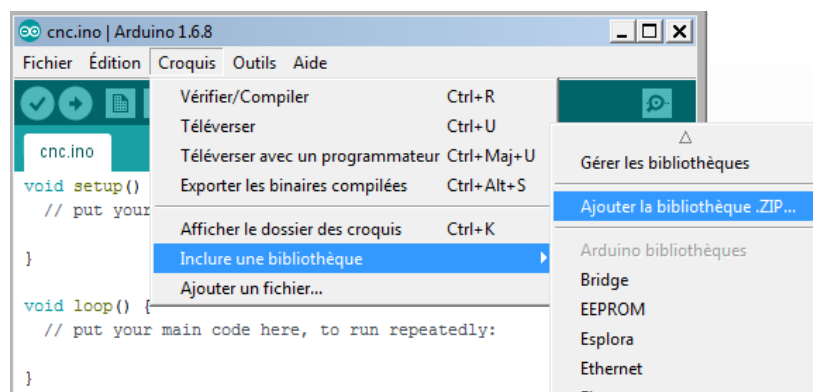 cnc.ino | Arduino 1.6.8
Fichier Édition Croquis Outils Aide
Vérifier/Compiler Ctrl+R
Téléverser Ctrl+U
Téléverser avec un programmateur Ctrl+Maj+U
Exporter les binaires compilées Ctrl+Alt+S
Afficher le dossier des croquis Ctrl+K
Inclure une bibliothèque
Ajouter un fichier...
Gérer les bibliothèques
Ajouter la bibliothèque .ZIP...
Arduino bibliothèques
Bridge
EEPROM
Esplora
Ethernet
cnc.ino
void setup()
// put your
}
void loop() {
// put your main code here, to run repeatedly:
}